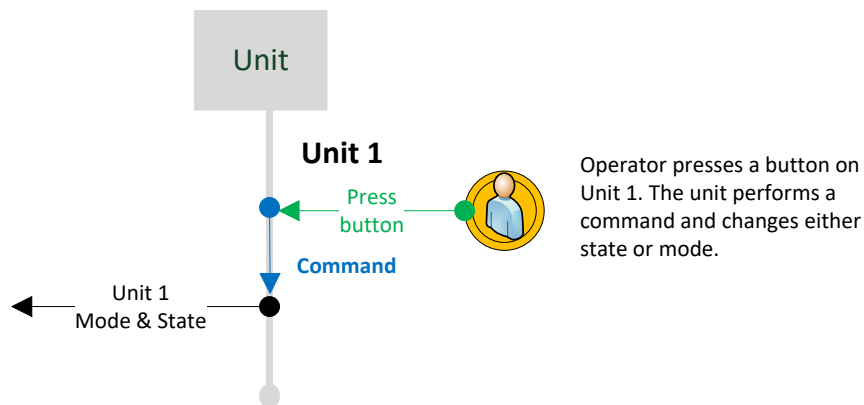 Unit
Unit 1
Press
button
Operator presses a button on
Unit 1. The unit performs a
command and changes either
state or mode.
Command
Unit 1
Mode & State